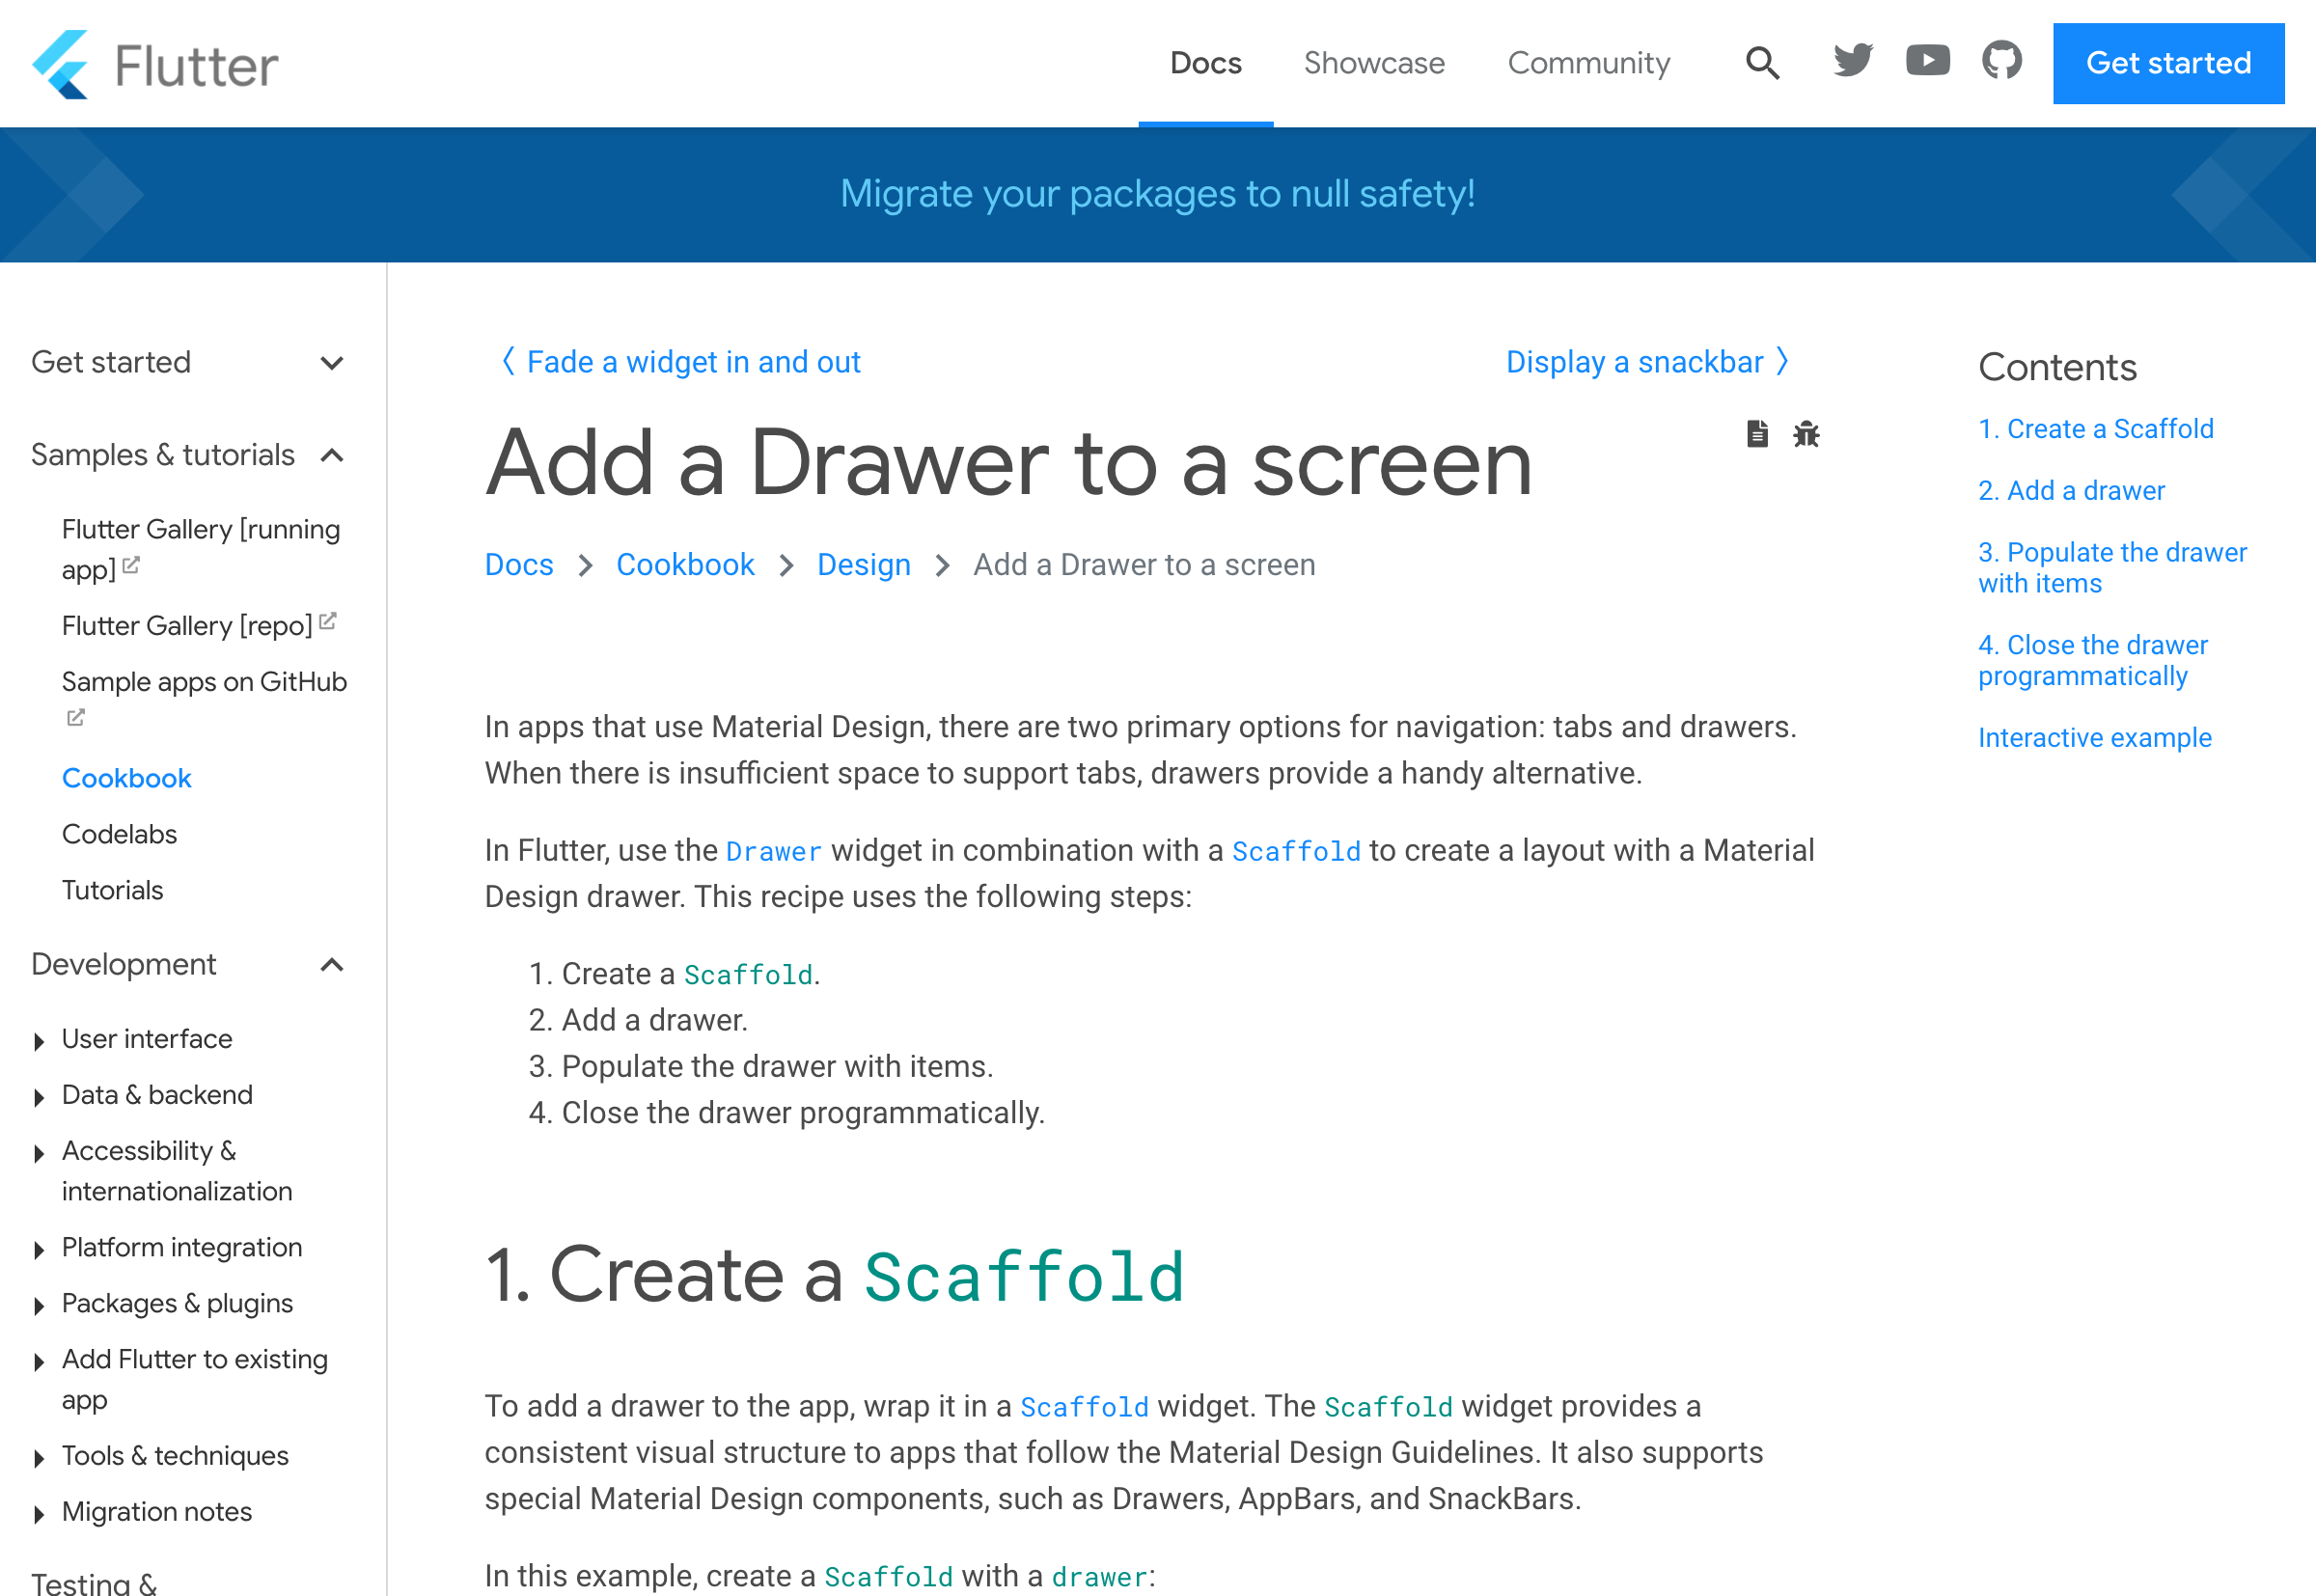 Flutter
Docs
Showcase
Community
Get started
Migrate your packages to null safety!
Get started
Samples & tutorials
Flutter Gallery [running
app]
Flutter Gallery [repo]
Sample apps on GitHub
Cookbook
Codelabs
Tutorials
Development
User interface
Data & backend
Accessibility &
internationalization
Platform integration
Packages & plugins
Add Flutter to existing
app
Tools & techniques
Migration notes
Testing &
Fade a widget in and out
Display a snackbar
Add a Drawer to a screen
Docs > Cookbook > Design > Add a Drawer to a screen
In apps that use Material Design, there are two primary options for navigation: tabs and drawers.
When there is insufficient space to support tabs, drawers provide a handy alternative.
In Flutter, use the Drawer widget in combination with a Scaffold to create a layout with a Material
Design drawer. This recipe uses the following steps:
1. Create a Scaffold.
2. Add a drawer.
3. Populate the drawer with items.
4. Close the drawer programmatically.
1. Create a Scaffold
To add a drawer to the app, wrap it in a Scaffold widget. The Scaffold widget provides a
consistent visual structure to apps that follow the Material Design Guidelines. It also supports
special Material Design components, such as Drawers, AppBars, and SnackBars.
In this example, create a Scaffold with a drawer:
Contents
1. Create a Scaffold
2. Add a drawer
3. Populate the drawer
with items
4. Close the drawer
programmatically
Interactive example